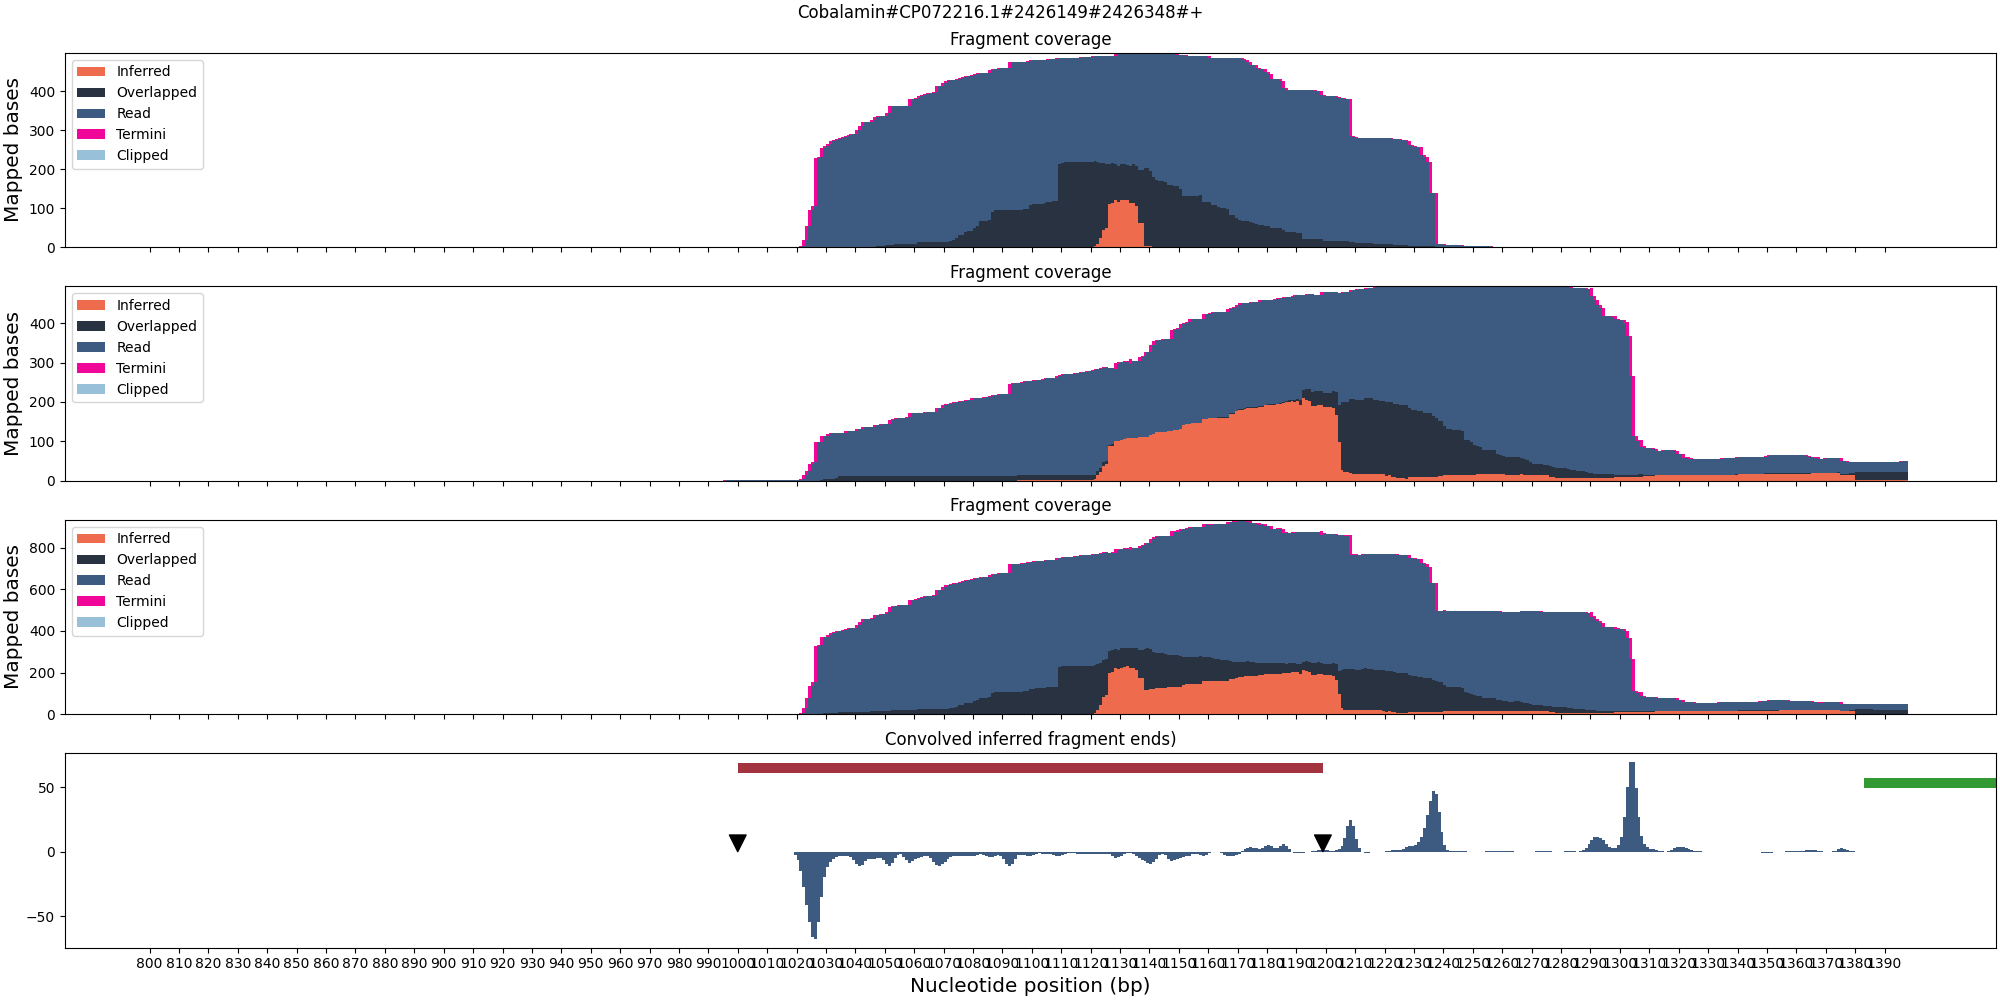 Cobalamin#CP072216.1#2426149#2426348#+
Fragment coverage
Mapped bases
400
300
200
100
0
Inferred
Overlapped
Read
Termini
Clipped
Fragment coverage
Mapped bases
400
300
200
100
0
Inferred
Overlapped
Read
Termini
Clipped
Fragment coverage
Mapped bases
800
600
400
200
0
Inferred
Overlapped
Read
Termini
Clipped
Convolved inferred fragment ends)
50
0
−50
800 810 820 830 840 850 860 870 880 890 900 910 920 930 940 950 960 970 980 990 1000 1010 1020 1030 1040 1050 1060 1070 1080 1090 1100 1110 1120 1130 1140 1150 1160 1170 1180 1190 1200 1210 1220 1230 1240 1250 1260 1270 1280 1290 1300 1310 1320 1330 1340 1350 1360 1370 1380 1390
Nucleotide position (bp)